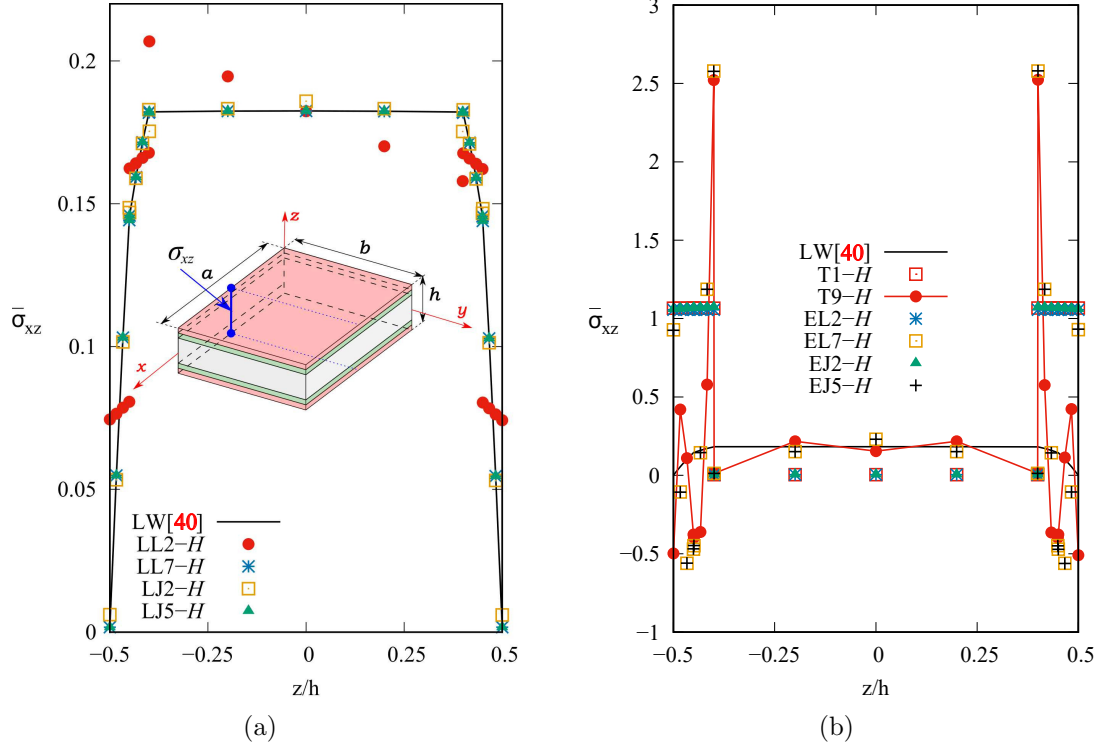 0.2
0.15
0.1
0.05
0
σ̄xz
−0.5
−0.25
0
0.25
0.5
z/h
LW[40]
LL2−H
LL7−H
LJ2−H
LJ5−H
z
b
a
σxz
h
y
x
(a)
3
2.5
2
1.5
1
0.5
0
−0.5
−1
σ̄xz
−0.5
−0.25
0
0.25
0.5
z/h
LW[40]
T1−H
T9−H
EL2−H
EL7−H
EJ2−H
EJ5−H
(b)